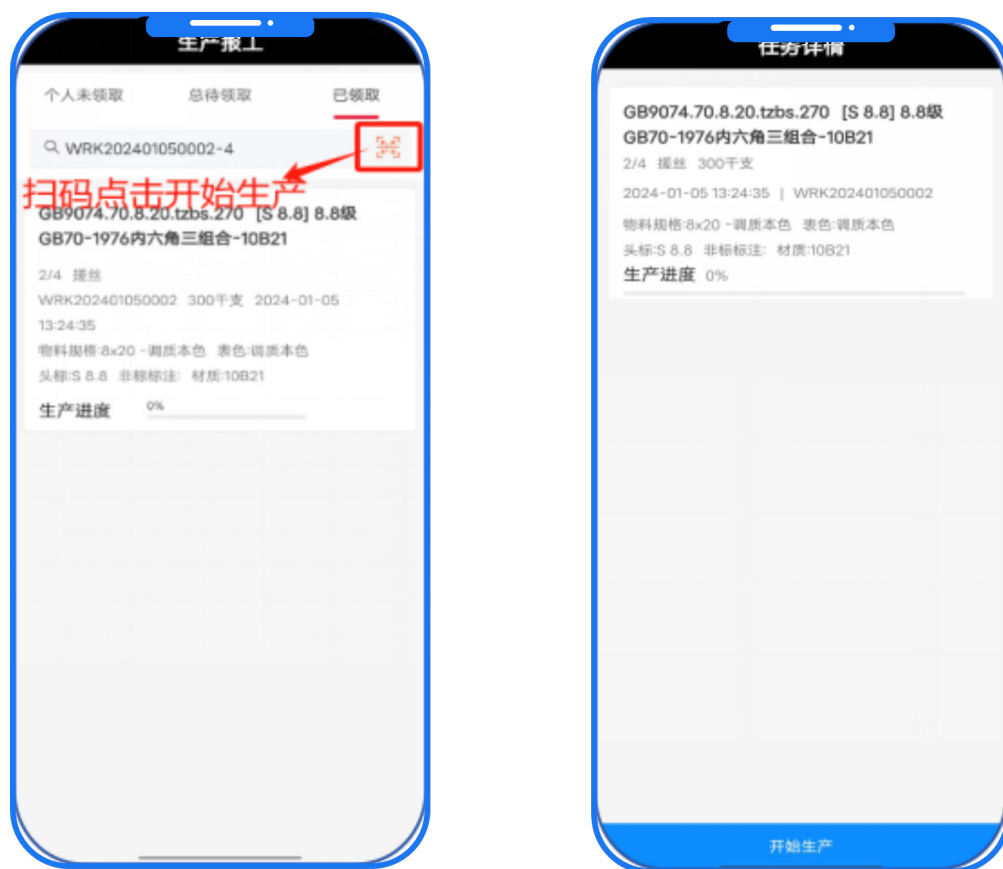 生产报工
个人未领取 总待领取 已领取
WRK202401050002-4
扫码点击开始生产
GB9074.70.8.20.tzbs.270 [S 8.8] 8.8级
GB70-1976内六角三组合-10B21
2/4 搓丝
WRK202401050002 300千支 2024-01-05
13:24:35
物料规格:8x20 -调质本色 表色:调质本色
头标:S 8.8 非标标注: 材质:10B21
生产进度 0%
任务详情
GB9074.70.8.20.tzbs.270 [S 8.8] 8.8级
GB70-1976内六角三组合-10B21
2/4 搓丝 300千支
2024-01-05 13:24:35 | WRK202401050002
物料规格:8x20 -调质本色 表色:调质本色
头标:S 8.8 非标标注: 材质:10B21
生产进度 0%
开始生产